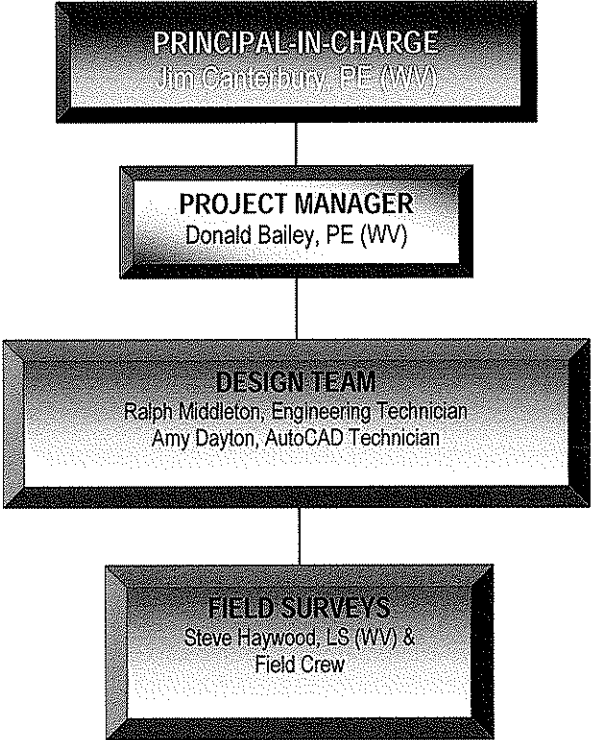 PRINCIPAL-IN-CHARGE
Jim Canterbury, PE (WV)
PROJECT MANAGER
Donald Bailey, PE (WV)
DESIGN TEAM
Ralph Middleton, Engineering Technician
Amy Dayton, AutoCAD Technician
FIELD SURVEYS
Steve Haywood, LS (WV) &
Field Crew